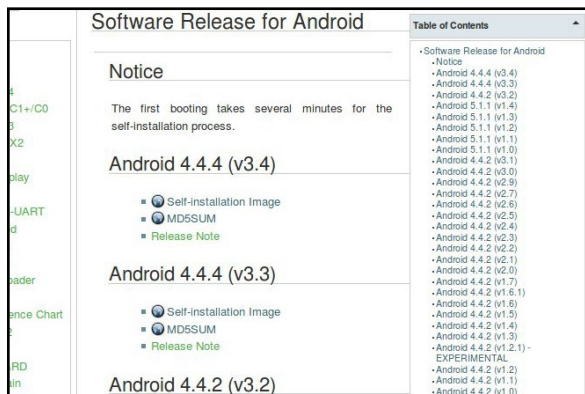 Software Release for Android
Notice
The first booting takes several minutes for the
self-installation process.
Android 4.4.4 (v3.4)
Self-installation Image
MD5SUM
Release Note
Android 4.4.4 (v3.3)
Self-installation Image
MD5SUM
Release Note
Android 4.4.2 (v3.2)
4
C1+/C0
3
X2
play
-UART
d
oader
ence Chart
2
ARD
ain
Table of Contents
Software Release for Android
Notice
Android 4.4.4 (v3.4)
Android 4.4.4 (v3.3)
Android 4.4.2 (v3.2)
Android 5.1.1 (v1.4)
Android 5.1.1 (v1.3)
Android 5.1.1 (v1.2)
Android 5.1.1 (v1.1)
Android 5.1.1 (v1.0)
Android 4.4.2 (v3.1)
Android 4.4.2 (v3.0)
Android 4.4.2 (v2.9)
Android 4.4.2 (v2.7)
Android 4.4.2 (v2.6)
Android 4.4.2 (v2.5)
Android 4.4.2 (v2.4)
Android 4.4.2 (v2.3)
Android 4.4.2 (v2.2)
Android 4.4.2 (v2.1)
Android 4.4.2 (v2.0)
Android 4.4.2 (v1.7)
Android 4.4.2 (v1.6.1)
Android 4.4.2 (v1.6)
Android 4.4.2 (v1.5)
Android 4.4.2 (v1.4)
Android 4.4.2 (v1.3)
Android 4.4.2 (v1.2.1) -
EXPERIMENTAL
Android 4.4.2 (v1.2)
Android 4.4.2 (v1.1)
Android 4.4.2 (v1.0)